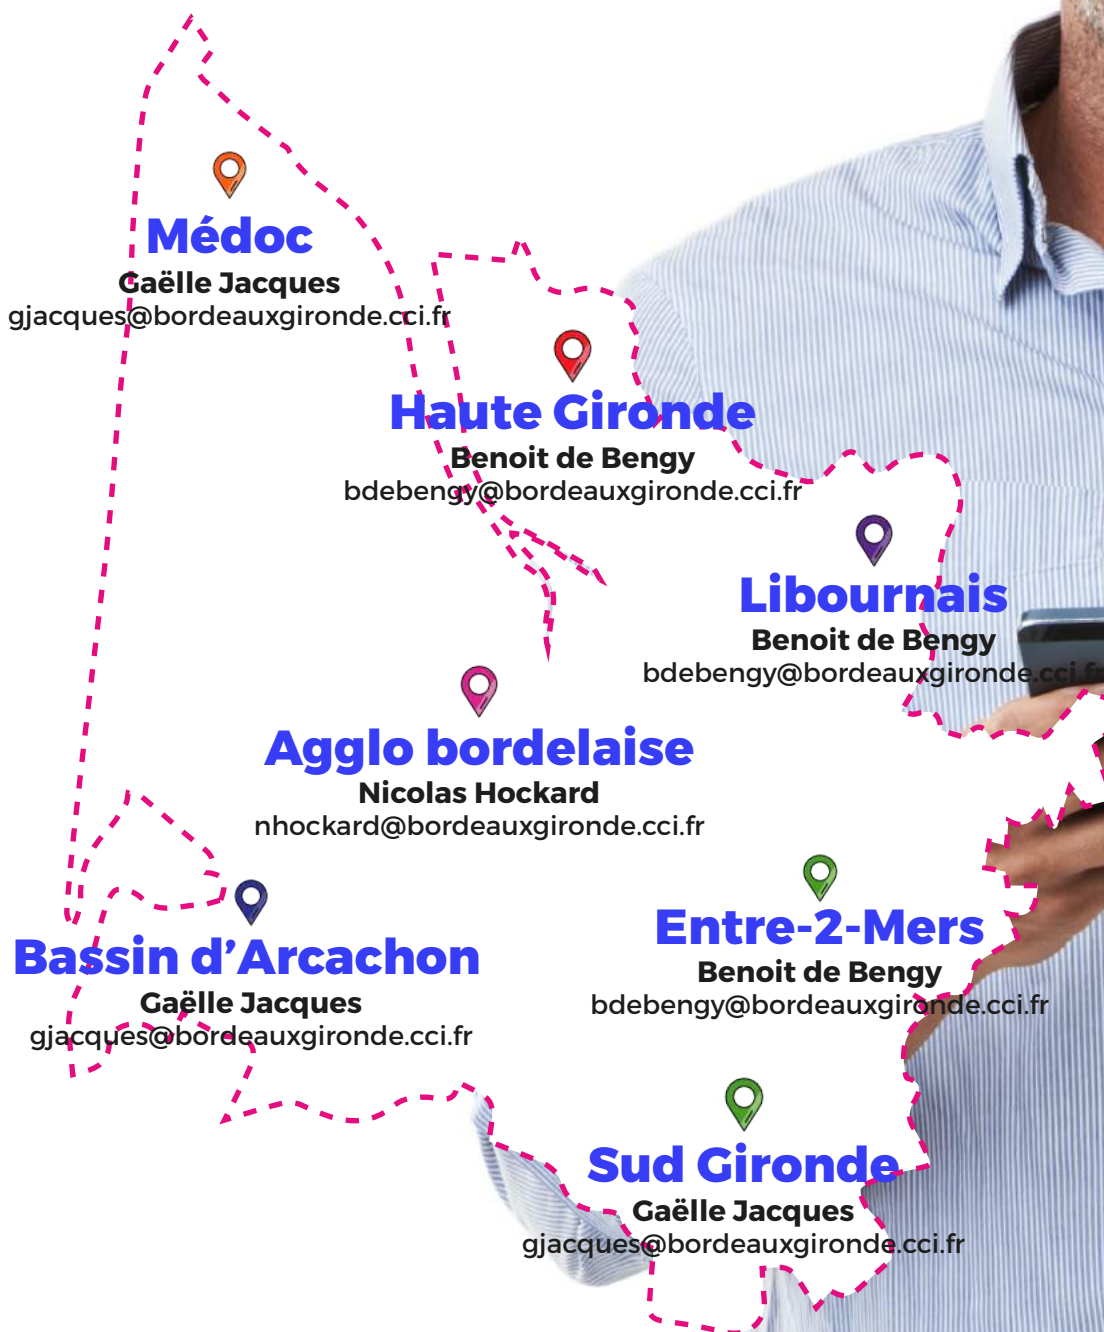 Médoc
Gaëlle Jacques
gjacques@bordeauxgironde.cci.fr
Haute Gironde
Benoit de Bengy
bdebengy@bordeauxgironde.cci.fr
Libournais
Benoit de Bengy
bdebengy@bordeauxgironde.cci.fr
Agglo bordelaise
Nicolas Hockard
nhockard@bordeauxgironde.cci.fr
Entre-2-Mers
Benoit de Bengy
bdebengy@bordeauxgironde.cci.fr
Bassin d’Arcachon
Gaëlle Jacques
gjacques@bordeauxgironde.cci.fr
Sud Gironde
Gaëlle Jacques
gjacques@bordeauxgironde.cci.fr